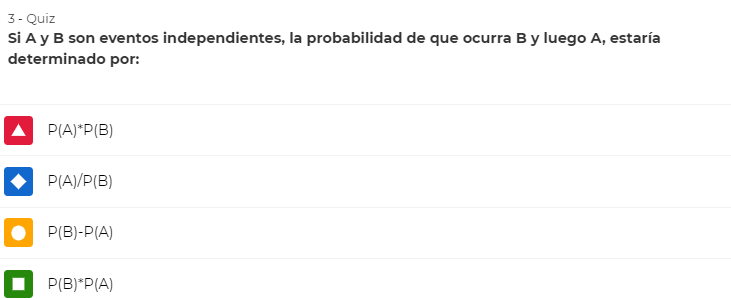 3 - Quiz
Si A y B son eventos independientes, la probabilidad de que ocurra B y luego A, estaría
determinado por:
P(A)*P(B)
P(A)/P(B)
P(B)-P(A)
P(B)*P(A)